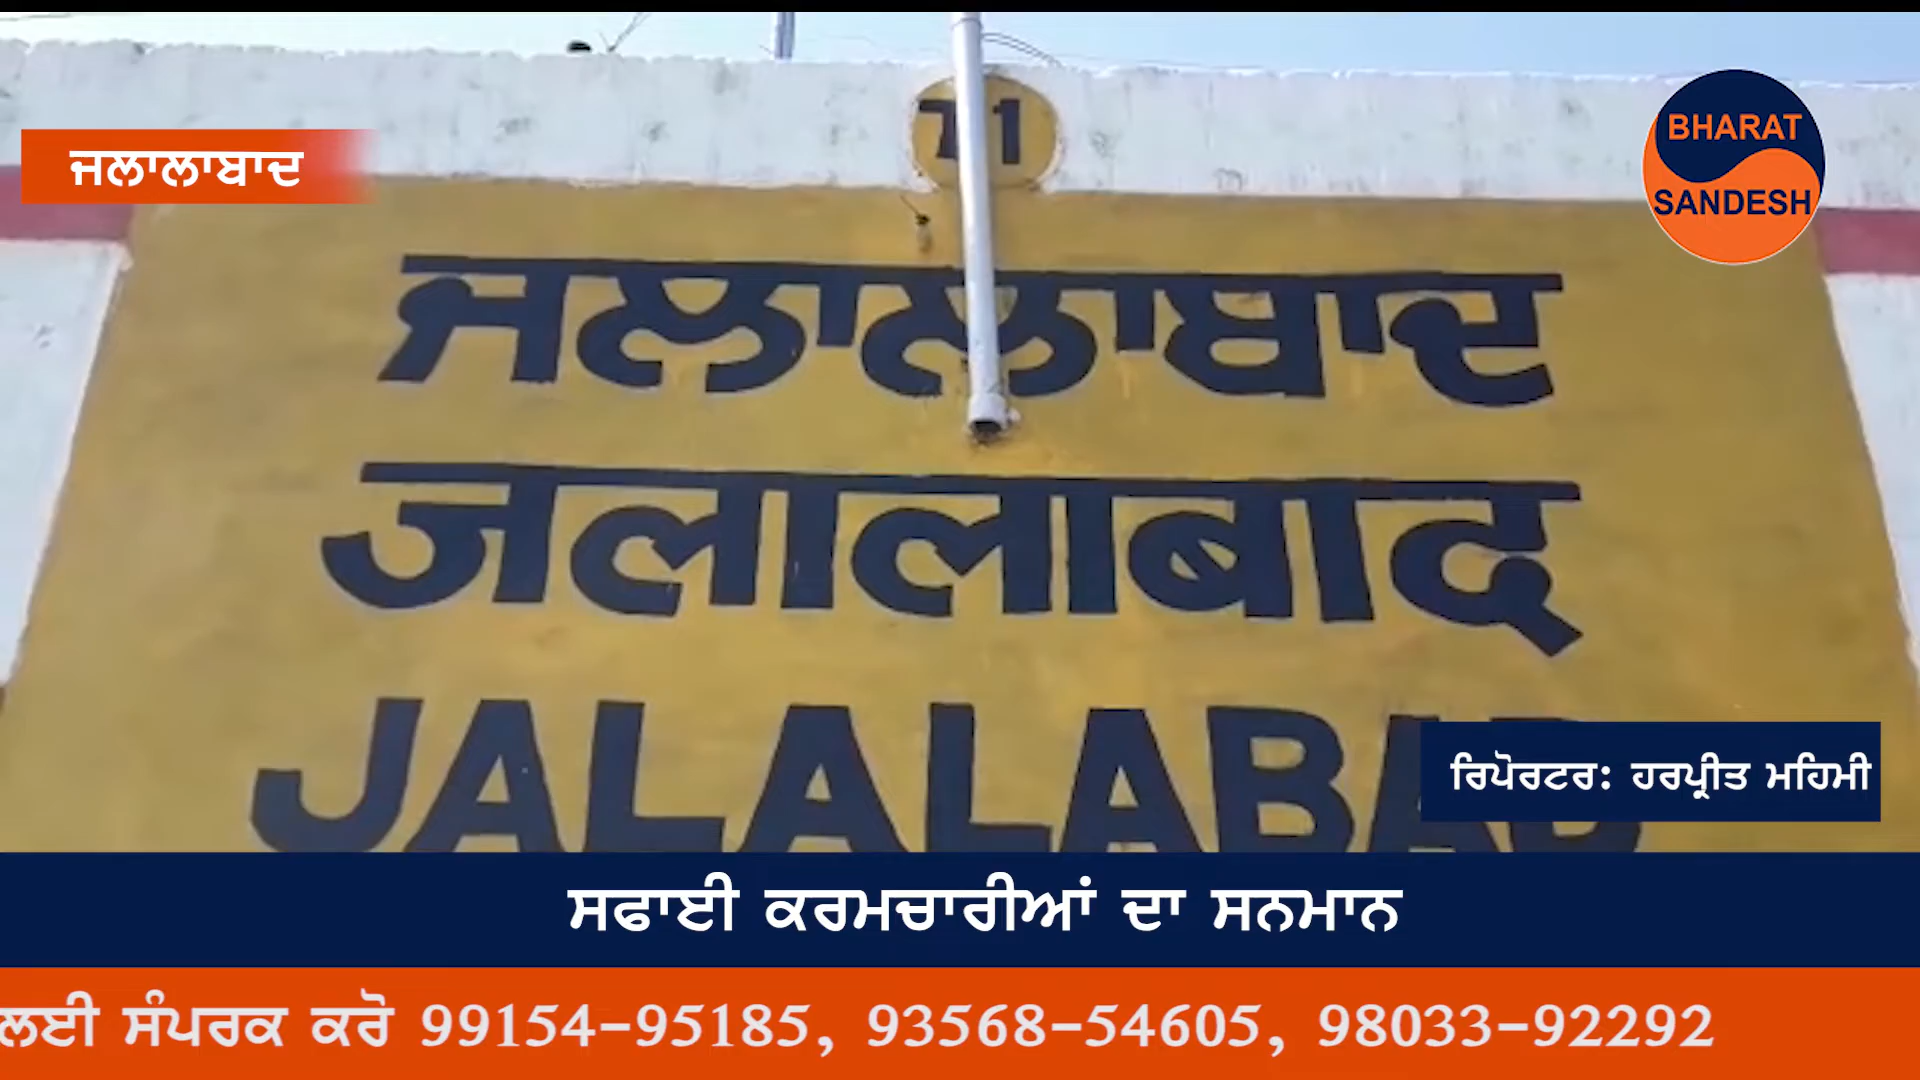 71
BHARAT
SANDESH
ਜਲਾਲਾਬਾਦ
ਜਲਾਲਾਬਾਦ
जलालाबाद
JALALABAD
ਰਿਪੋਰਟਰ: ਹਰਪ੍ਰੀਤ ਮਹਿਮੀ
ਸਫਾਈ ਕਰਮਚਾਰੀਆਂ ਦਾ ਸਨਮਾਨ
ਲਈ ਸੰਪਰਕ ਕਰੋ 99154-95185, 93568-54605, 98033-92292